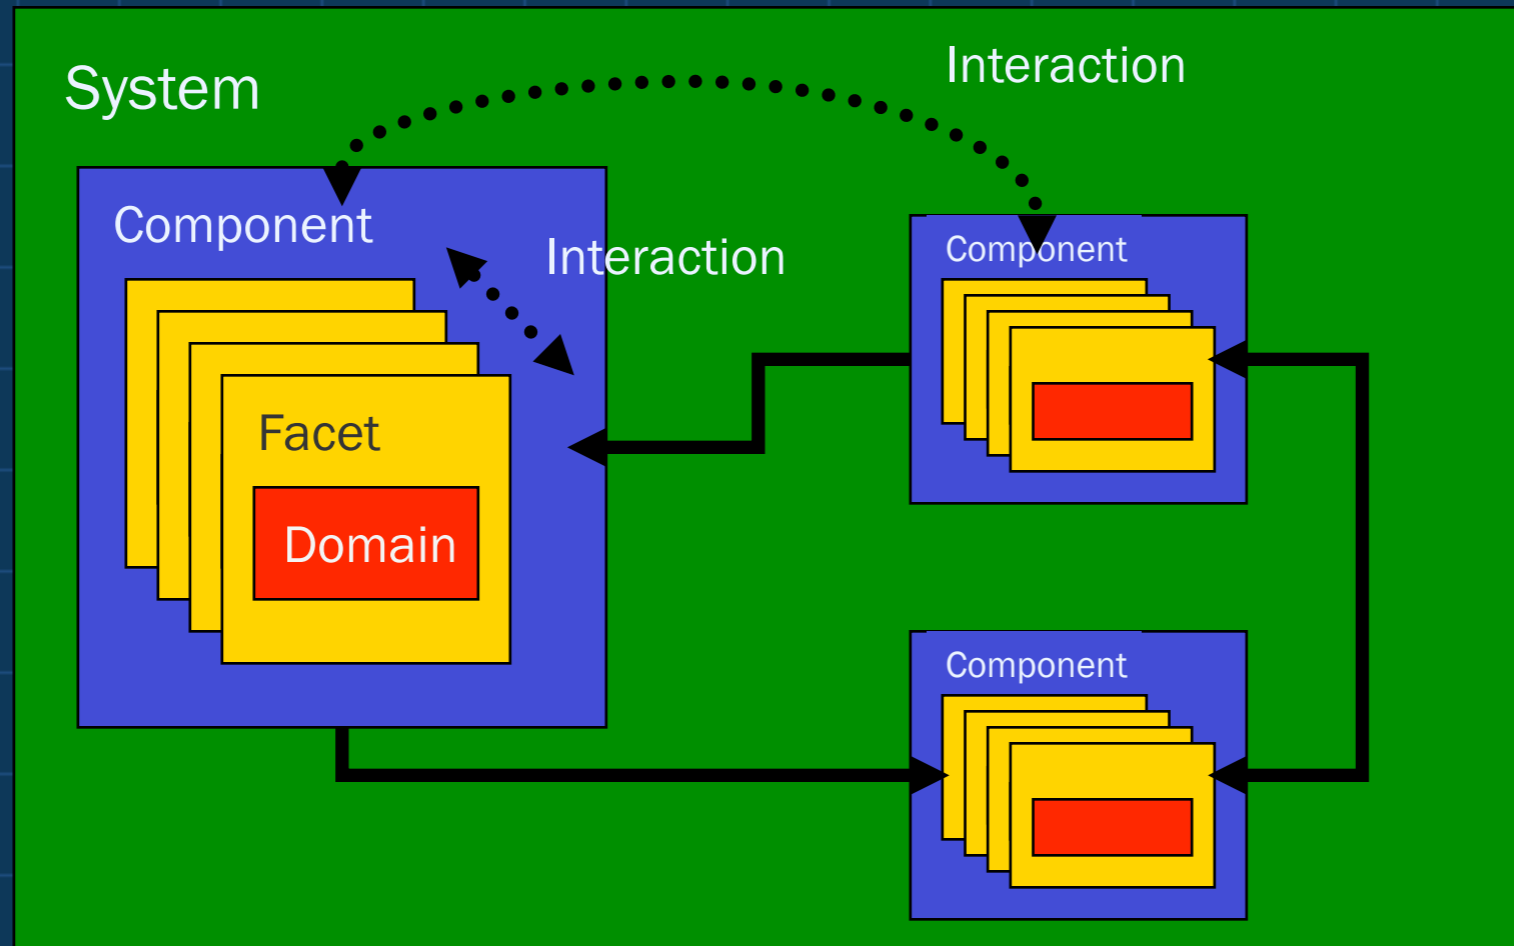 System
Interaction
Component
Interaction
Component
Facet
Domain
Component